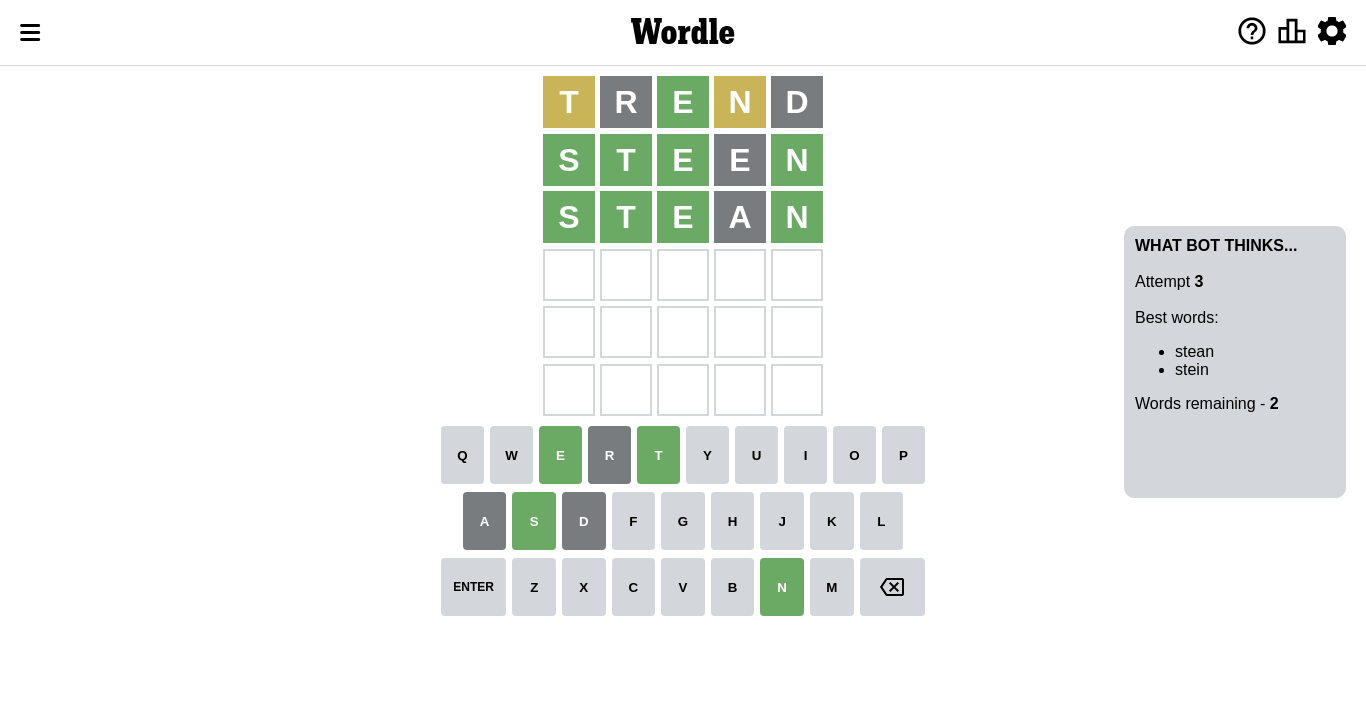 Wordle
T R E N D
S T E E N
S T E A N
WHAT BOT THINKS...
Attempt 3
Best words:
stean
stein
Words remaining - 2
Q W E R T Y U I O P
A S D F G H J K L
ENTER Z X C V B N M